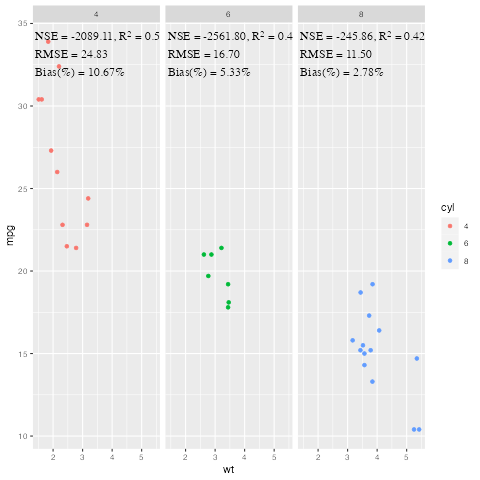 4
6
8
NSE = -2089.11, R² = 0.5
RMSE = 24.83
Bias(%) = 10.67%
NSE = -2561.80, R² = 0.4
RMSE = 16.70
Bias(%) = 5.33%
NSE = -245.86, R² = 0.42
RMSE = 11.50
Bias(%) = 2.78%
35
30
25
20
15
10
mpg
2 3 4 5
2 3 4 5
2 3 4 5
wt
cyl
4
6
8